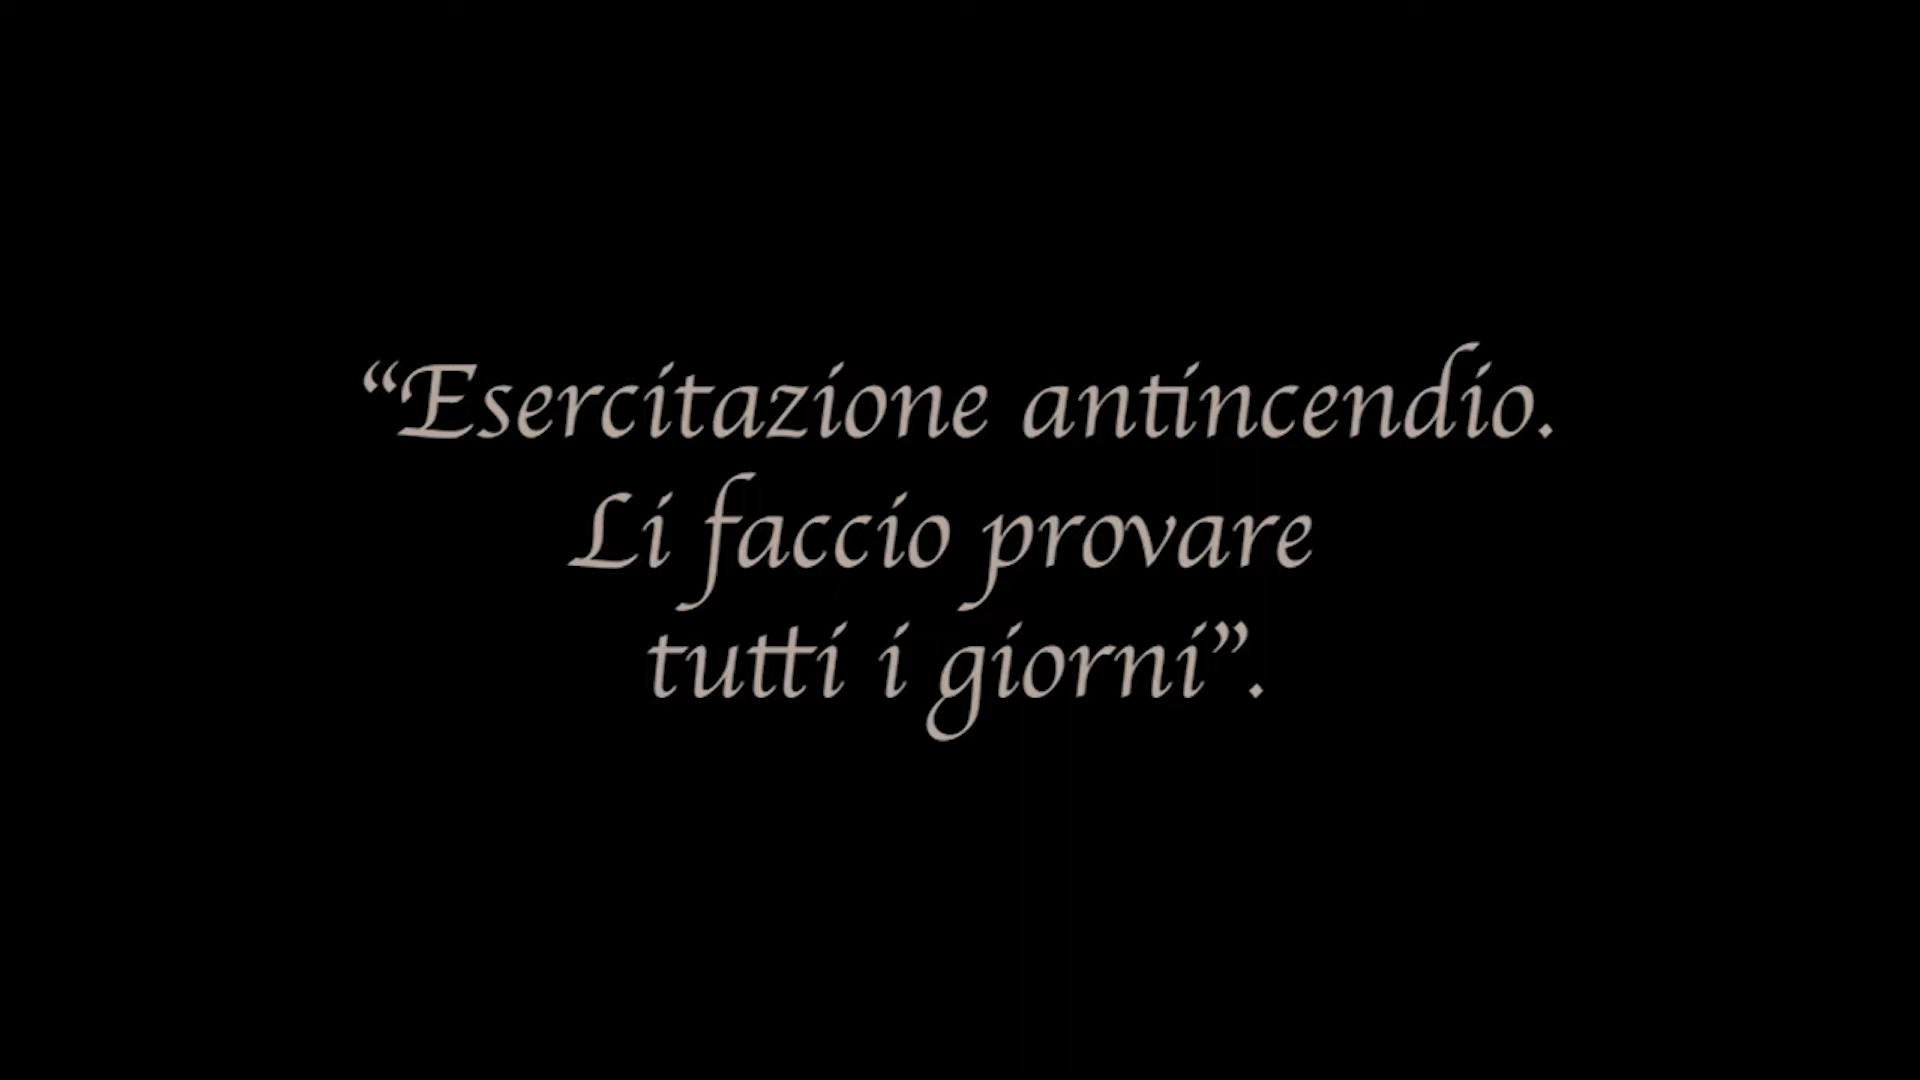 “Esercitazione antincendio.
Li faccio provare
tutti i giorni”.